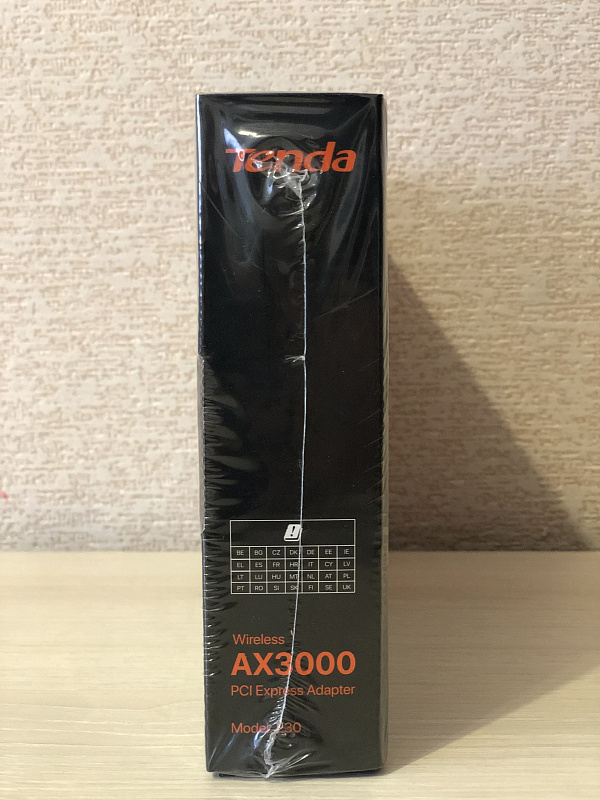 Tenda
!
BE BG CZ DK DE EE IE
EL ES FR HR IT CY LV
LT LU HU MT NL AT PL
PT RO SI SK FI SE UK
Wireless
AX3000
PCI Express Adapter